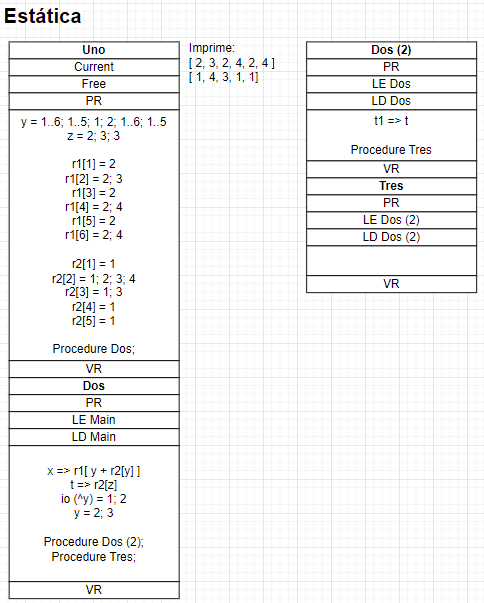 Estática
Uno
Current
Free
PR
y = 1..6; 1..5; 1; 2; 1..6; 1..5
z = 2; 3; 3
r1[1] = 2
r1[2] = 2; 3
r1[3] = 2
r1[4] = 2; 4
r1[5] = 2
r1[6] = 2; 4
r2[1] = 1
r2[2] = 1; 2; 3; 4
r2[3] = 1; 3
r2[4] = 1
r2[5] = 1
Procedure Dos;
VR
Dos
PR
LE Main
LD Main
x => r1[ y + r2[y] ]
t => r2[z]
io (^y) = 1; 2
y = 2; 3
Procedure Dos (2);
Procedure Tres;
VR
Imprime:
[ 2, 3, 2, 4, 2, 4 ]
[ 1, 4, 3, 1, 1]
Dos (2)
PR
LE Dos
LD Dos
t1 => t
Procedure Tres
VR
Tres
PR
LE Dos (2)
LD Dos (2)
VR